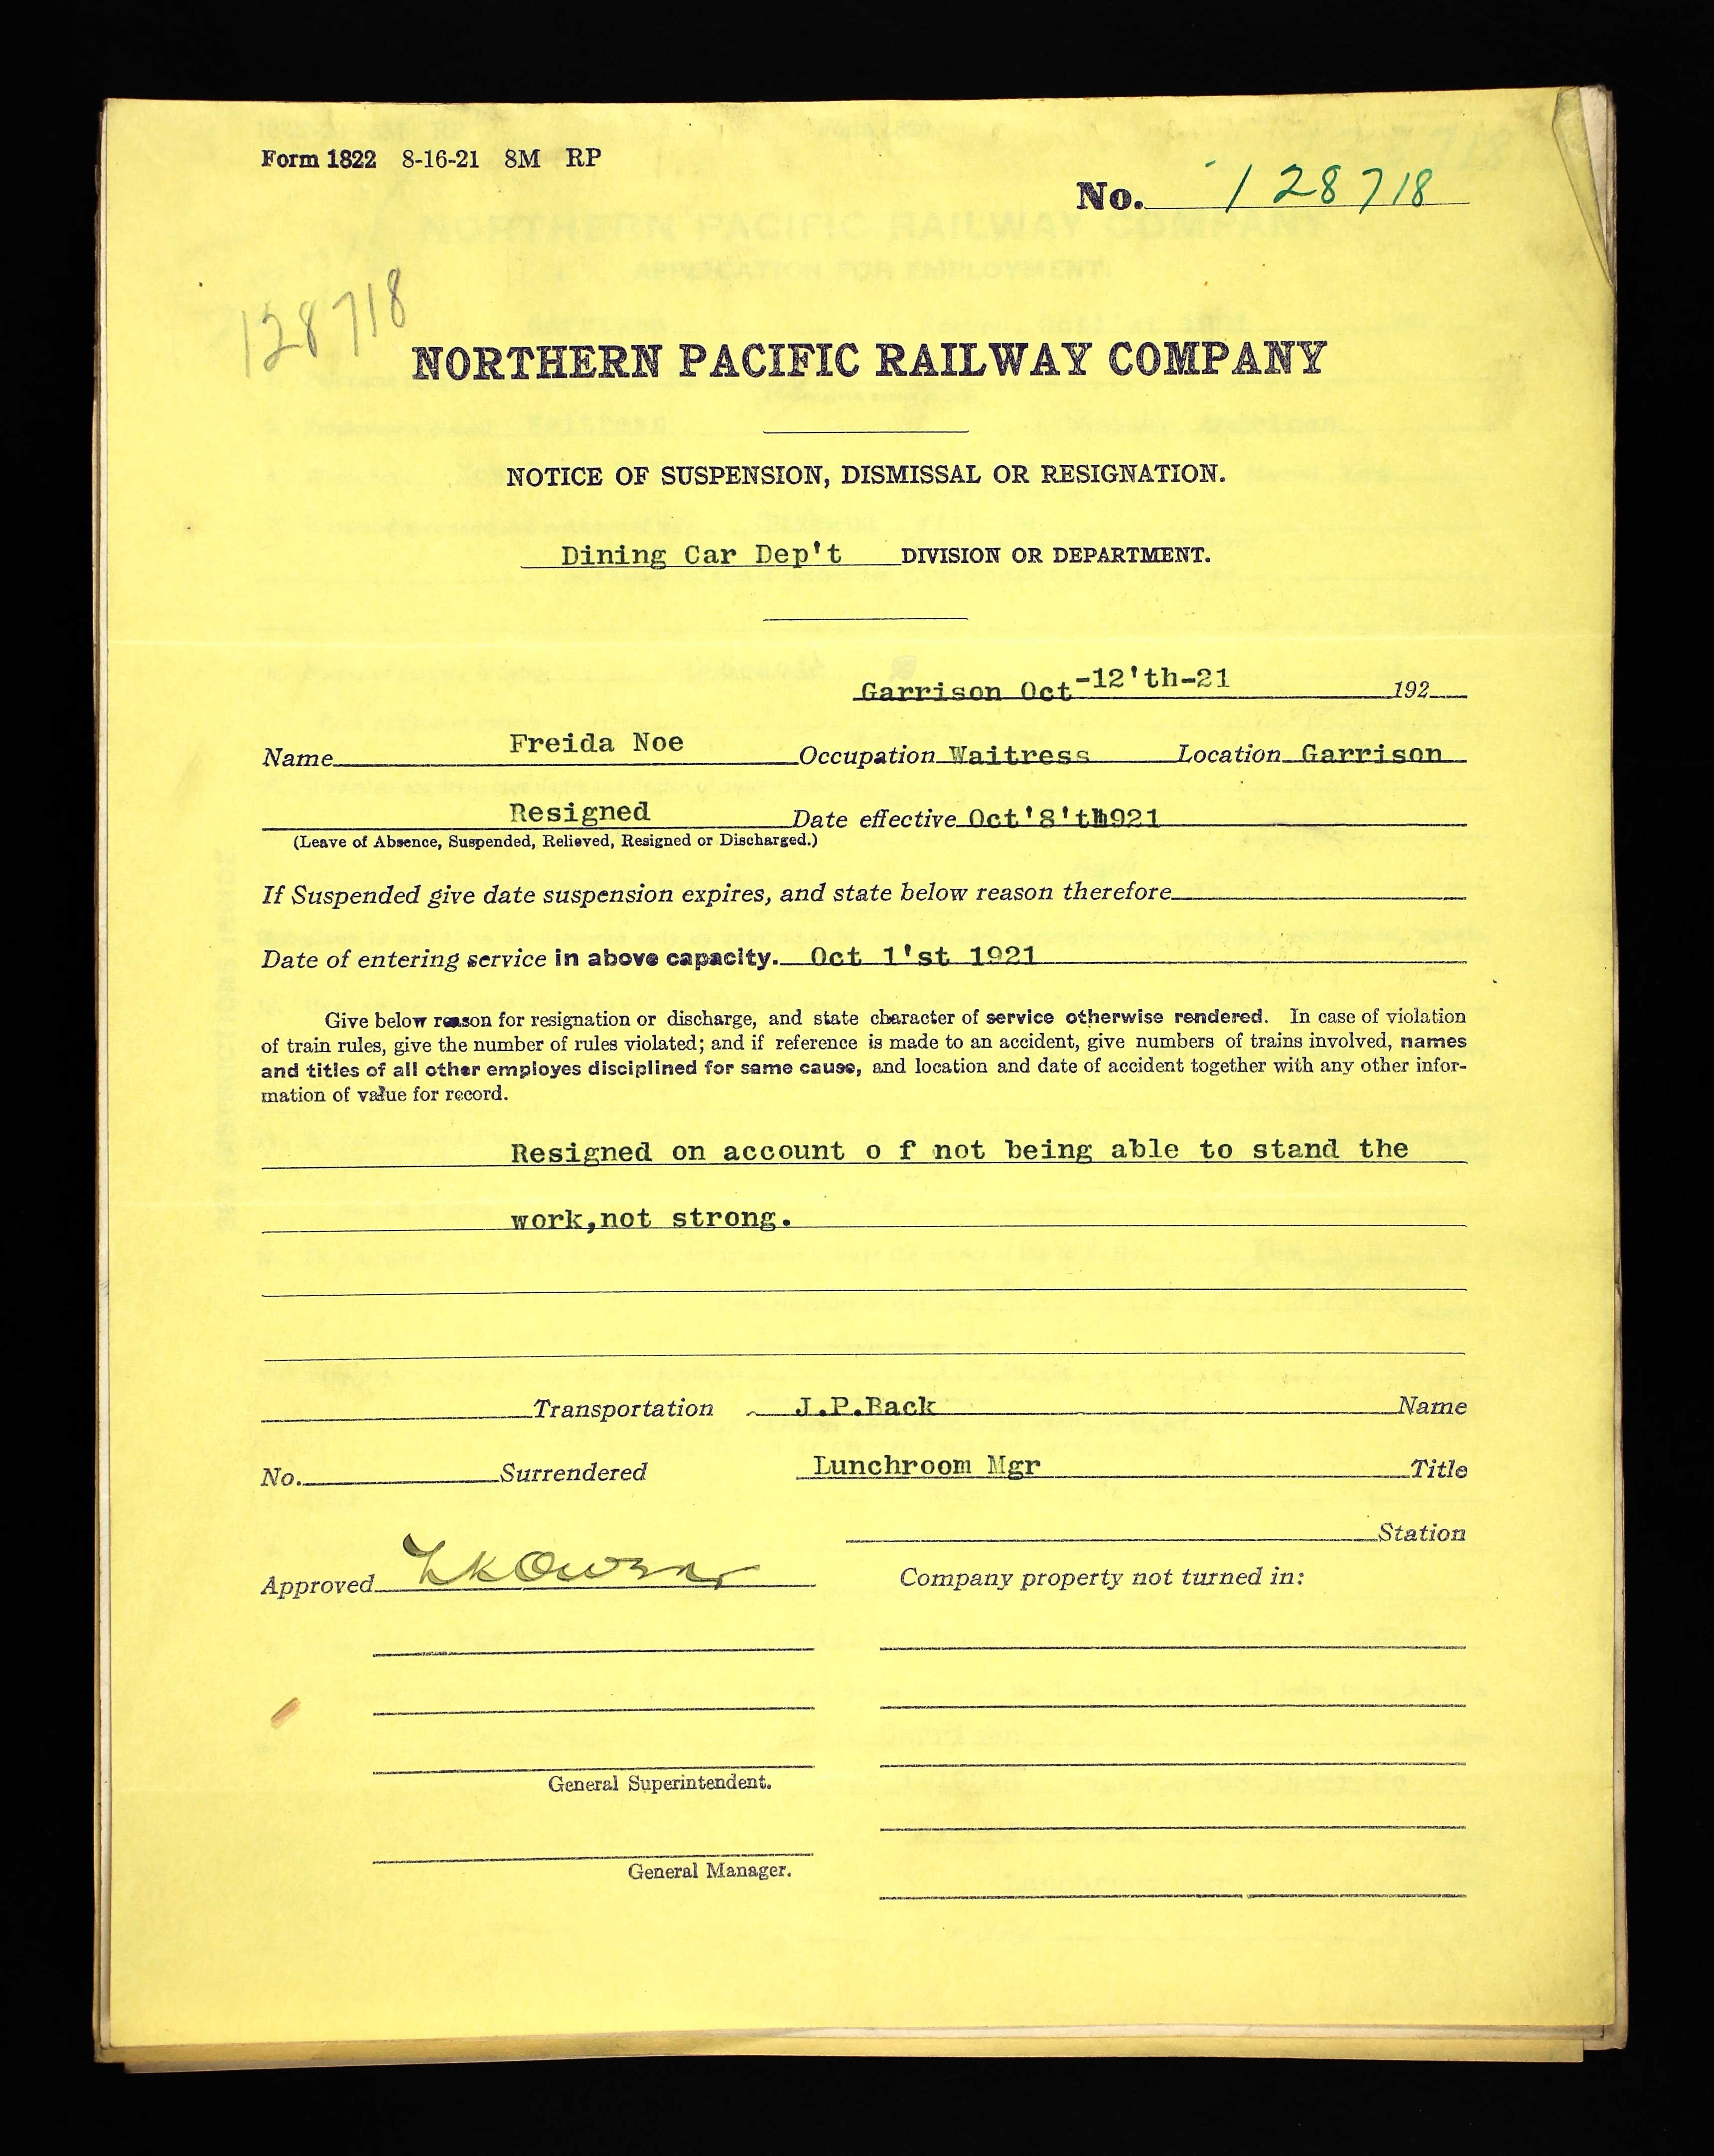 Form 1822 8-16-21 8M RP
No. 128718
128718
NORTHERN PACIFIC RAILWAY COMPANY
NOTICE OF SUSPENSION, DISMISSAL OR RESIGNATION.
Dining Car Dep't DIVISION OR DEPARTMENT.
Garrison Oct-12'th-21 192
Name Freida Noe Occupation Waitress Location Garrison
Resigned Date effective Oct'8'th1921
(Leave of Absence, Suspended, Relieved, Resigned or Discharged.)
If Suspended give date suspension expires, and state below reason therefore
Date of entering service in above capacity. Oct 1'st 1921
Give below reason for resignation or discharge, and state character of service otherwise rendered. In case of violation
of train rules, give the number of rules violated; and if reference is made to an accident, give numbers of trains involved, names
and titles of all other employes disciplined for same cause, and location and date of accident together with any other infor-
mation of value for record.
Resigned on account o f not being able to stand the
work,not strong.
Transportation J.P.Back Name
No. Surrendered Lunchroom Mgr Title
Station
Approved Company property not turned in:
General Superintendent.
General Manager.